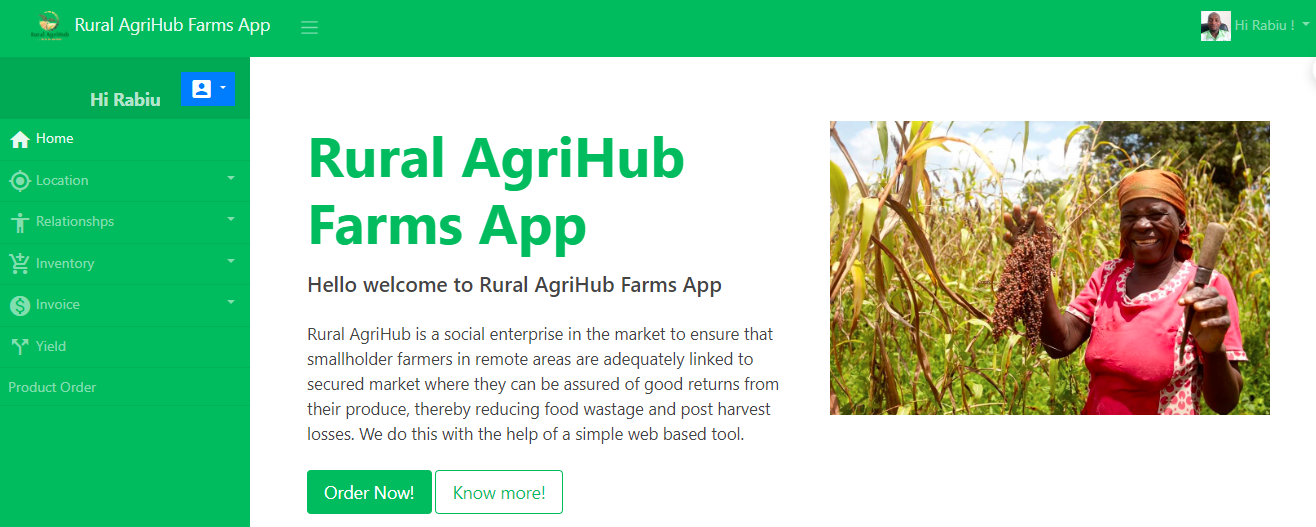 Rural AgriHub
Rural AgriHub Farms App
Hi Rabiu !
Hi Rabiu
Home
Location
Relationshps
Inventory
Invoice
Yield
Product Order
Rural AgriHub
Farms App
Hello welcome to Rural AgriHub Farms App
Rural AgriHub is a social enterprise in the market to ensure that
smallholder farmers in remote areas are adequately linked to
secured market where they can be assured of good returns from
their produce, thereby reducing food wastage and post harvest
losses. We do this with the help of a simple web based tool.
Order Now!
Know more!